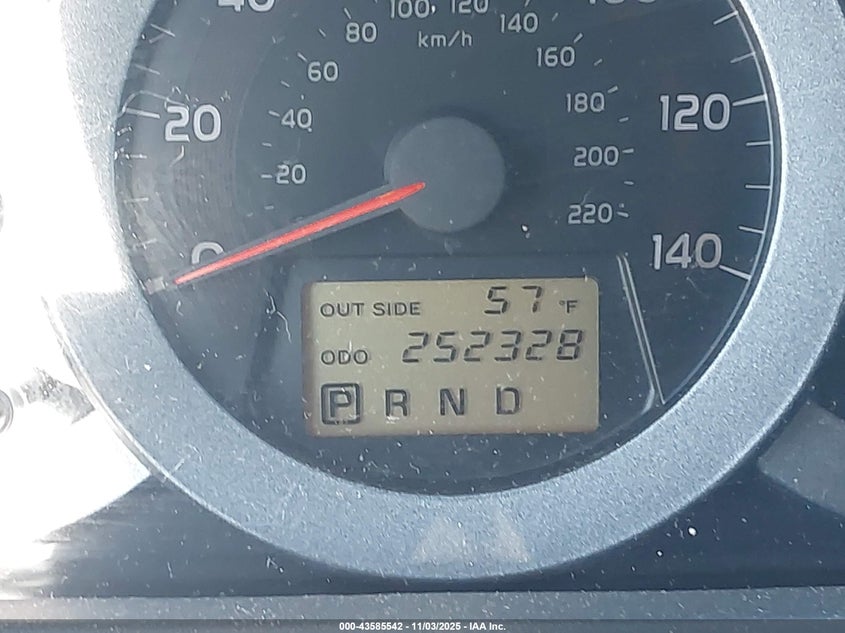 100 120
80 140
km/h
60 160
20 40 180 120
20 200
0 220 140
OUT SIDE 57 °F
ODO 252328
P R N D
000-43585542 - 11/03/2025 - IAA Inc.